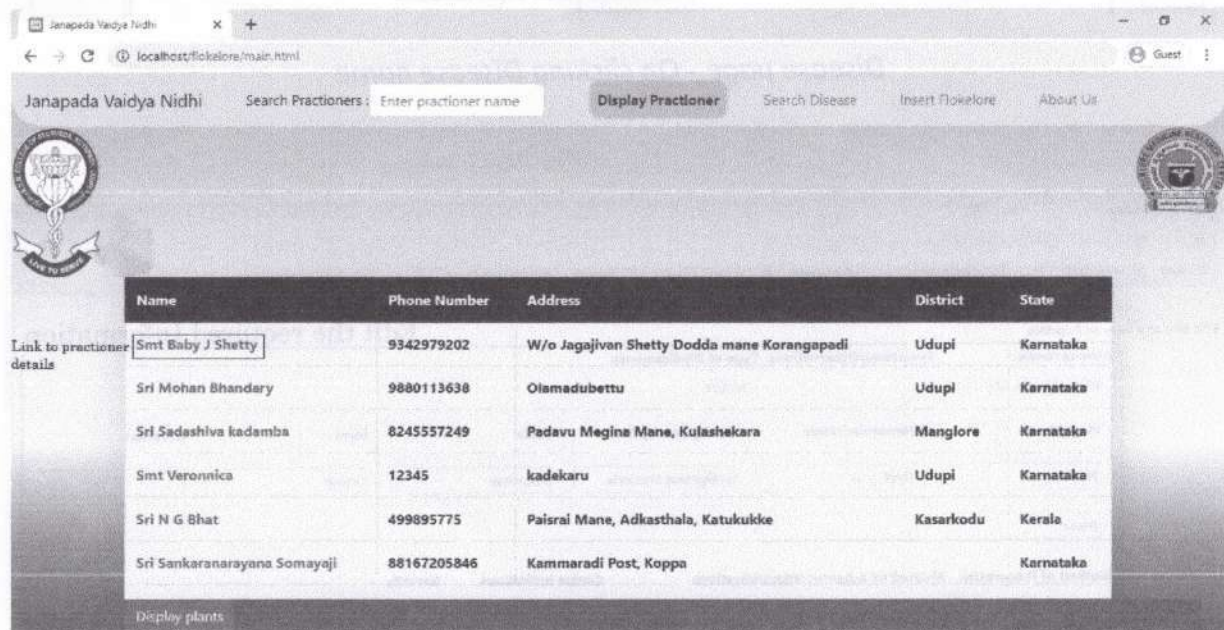 Janapada Vaidya Nidhi
localhost/flokelore/main.html
Guest
Janapada Vaidya Nidhi Search Practioners : Enter practioner name Display Practioner Search Disease Insert Flokelore About Us
LIVE TO SERVE
Name Phone Number Address District State
Link to practioner details
Smt Baby J Shetty 9342979202 W/o Jagajivan Shetty Dodda mane Korangapadi Udupi Karnataka
Sri Mohan Bhandary 9880113638 Olamadubettu Udupi Karnataka
Sri Sadashiva kadamba 8245557249 Padavu Megina Mane, Kulashekara Manglore Karnataka
Smt Veronnica 12345 kadekaru Udupi Karnataka
Sri N G Bhat 499895775 Paisrai Mane, Adkasthala, Katukukke Kasarkodu Kerala
Sri Sankaranarayana Somayaji 88167205846 Kammaradi Post, Koppa Karnataka
Display plants